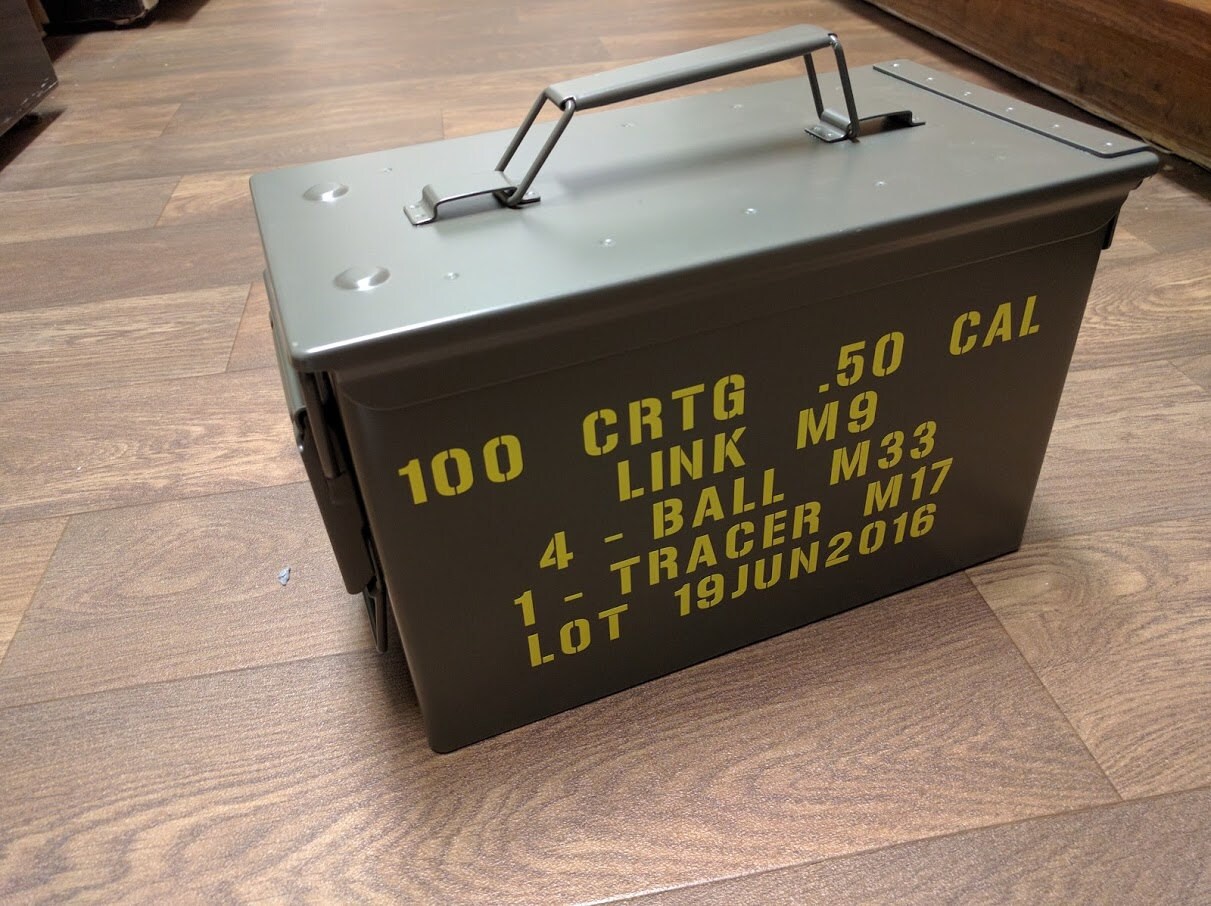 100 CRTG .50 CAL
LINK M9
4 - BALL M33
1 - TRACER M17
LOT 19JUN2016